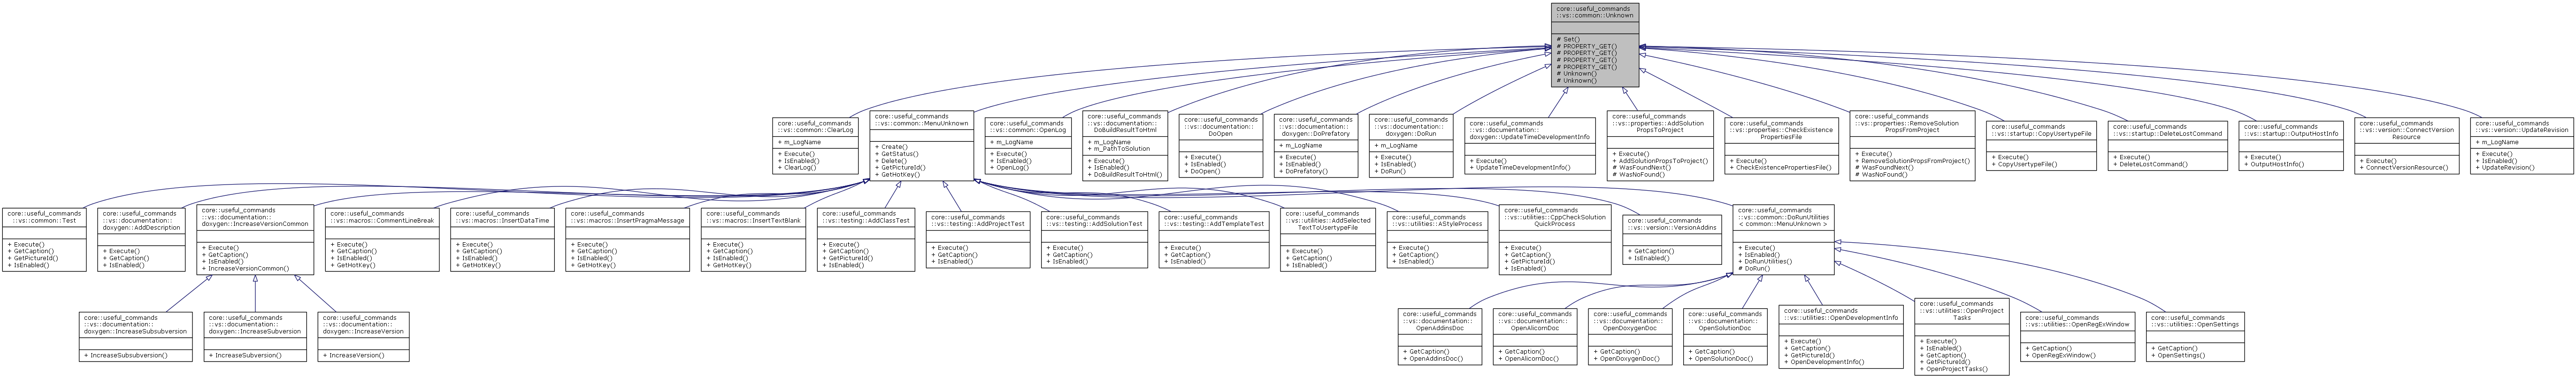 core::useful_commands
::vs::common::Unknown
# Set()
# PROPERTY_GET()
# PROPERTY_GET()
# PROPERTY_GET()
# PROPERTY_GET()
# Unknown()
# Unknown()
core::useful_commands
::vs::common::ClearLog
+ m_LogName
+ Execute()
+ IsEnabled()
+ ClearLog()
core::useful_commands
::vs::common::MenuUnknown
+ Create()
+ GetStatus()
+ Delete()
+ GetPictureId()
+ GetHotKey()
core::useful_commands
::vs::common::OpenLog
+ m_LogName
+ Execute()
+ IsEnabled()
+ OpenLog()
core::useful_commands
::vs::documentation::
DoBuildResultToHtml
+ m_LogName
+ m_PathToSolution
+ Execute()
+ IsEnabled()
+ DoBuildResultToHtml()
core::useful_commands
::vs::documentation::
DoOpen
+ Execute()
+ IsEnabled()
+ DoOpen()
core::useful_commands
::vs::documentation::
doxygen::DoPrefatory
+ m_LogName
+ Execute()
+ IsEnabled()
+ DoPrefatory()
core::useful_commands
::vs::documentation::
doxygen::DoRun
+ m_LogName
+ Execute()
+ IsEnabled()
+ DoRun()
core::useful_commands
::vs::documentation::
doxygen::UpdateTimeDevelopmentInfo
+ Execute()
+ UpdateTimeDevelopmentInfo()
core::useful_commands
::vs::properties::AddSolution
PropsToProject
+ Execute()
+ AddSolutionPropsToProject()
# WasFoundNext()
# WasNoFound()
core::useful_commands
::vs::properties::CheckExistence
PropertiesFile
+ Execute()
+ CheckExistencePropertiesFile()
core::useful_commands
::vs::properties::RemoveSolution
PropsFromProject
+ Execute()
+ RemoveSolutionPropsFromProject()
# WasFoundNext()
# WasNoFound()
core::useful_commands
::vs::startup::CopyUsertypeFile
+ Execute()
+ CopyUsertypeFile()
core::useful_commands
::vs::startup::DeleteLostCommand
+ Execute()
+ DeleteLostCommand()
core::useful_commands
::vs::startup::OutputHostInfo
+ Execute()
+ OutputHostInfo()
core::useful_commands
::vs::version::ConnectVersion
Resource
+ Execute()
+ ConnectVersionResource()
core::useful_commands
::vs::version::UpdateRevision
+ m_LogName
+ Execute()
+ IsEnabled()
+ UpdateRevision()
core::useful_commands
::vs::common::Test
+ Execute()
+ GetCaption()
+ GetPictureId()
+ IsEnabled()
core::useful_commands
::vs::documentation::
doxygen::AddDescription
+ Execute()
+ GetCaption()
+ IsEnabled()
core::useful_commands
::vs::documentation::
doxygen::IncreaseVersionCommon
+ Execute()
+ GetCaption()
+ IsEnabled()
+ IncreaseVersionCommon()
core::useful_commands
::vs::macros::CommentLineBreak
+ Execute()
+ GetCaption()
+ IsEnabled()
+ GetHotKey()
core::useful_commands
::vs::macros::InsertDataTime
+ Execute()
+ GetCaption()
+ IsEnabled()
+ GetHotKey()
core::useful_commands
::vs::macros::InsertPragmaMessage
+ Execute()
+ GetCaption()
+ IsEnabled()
+ GetHotKey()
core::useful_commands
::vs::macros::InsertTextBlank
+ Execute()
+ GetCaption()
+ IsEnabled()
+ GetHotKey()
core::useful_commands
::vs::testing::AddClassTest
+ Execute()
+ GetCaption()
+ GetPictureId()
+ IsEnabled()
core::useful_commands
::vs::testing::AddProjectTest
+ Execute()
+ GetCaption()
+ IsEnabled()
core::useful_commands
::vs::testing::AddSolutionTest
+ Execute()
+ GetCaption()
+ IsEnabled()
core::useful_commands
::vs::testing::AddTemplateTest
+ Execute()
+ GetCaption()
+ IsEnabled()
core::useful_commands
::vs::utilities::AddSelected
TextToUsertypeFile
+ Execute()
+ GetCaption()
+ IsEnabled()
core::useful_commands
::vs::utilities::AStyleProcess
+ Execute()
+ GetCaption()
+ IsEnabled()
core::useful_commands
::vs::utilities::CppCheckSolution
QuickProcess
+ Execute()
+ GetCaption()
+ GetPictureId()
+ IsEnabled()
core::useful_commands
::vs::version::VersionAddins
+ GetCaption()
+ IsEnabled()
core::useful_commands
::vs::common::DoRunUtilities
< common::MenuUnknown >
+ Execute()
+ IsEnabled()
+ DoRunUtilities()
# DoRun()
core::useful_commands
::vs::documentation::
doxygen::IncreaseSubsubversion
+ IncreaseSubsubversion()
core::useful_commands
::vs::documentation::
doxygen::IncreaseSubversion
+ IncreaseSubversion()
core::useful_commands
::vs::documentation::
doxygen::IncreaseVersion
+ IncreaseVersion()
core::useful_commands
::vs::documentation::
OpenAddinsDoc
+ GetCaption()
+ OpenAddinsDoc()
core::useful_commands
::vs::documentation::
OpenAlicornDoc
+ GetCaption()
+ OpenAlicornDoc()
core::useful_commands
::vs::documentation::
OpenDoxygenDoc
+ GetCaption()
+ OpenDoxygenDoc()
core::useful_commands
::vs::documentation::
OpenSolutionDoc
+ GetCaption()
+ OpenSolutionDoc()
core::useful_commands
::vs::utilities::OpenDevelopmentInfo
+ Execute()
+ GetCaption()
+ GetPictureId()
+ OpenDevelopmentInfo()
core::useful_commands
::vs::utilities::OpenProject
Tasks
+ Execute()
+ IsEnabled()
+ GetCaption()
+ GetPictureId()
+ OpenProjectTasks()
core::useful_commands
::vs::utilities::OpenRegExWindow
+ GetCaption()
+ OpenRegExWindow()
core::useful_commands
::vs::utilities::OpenSettings
+ GetCaption()
+ OpenSettings()